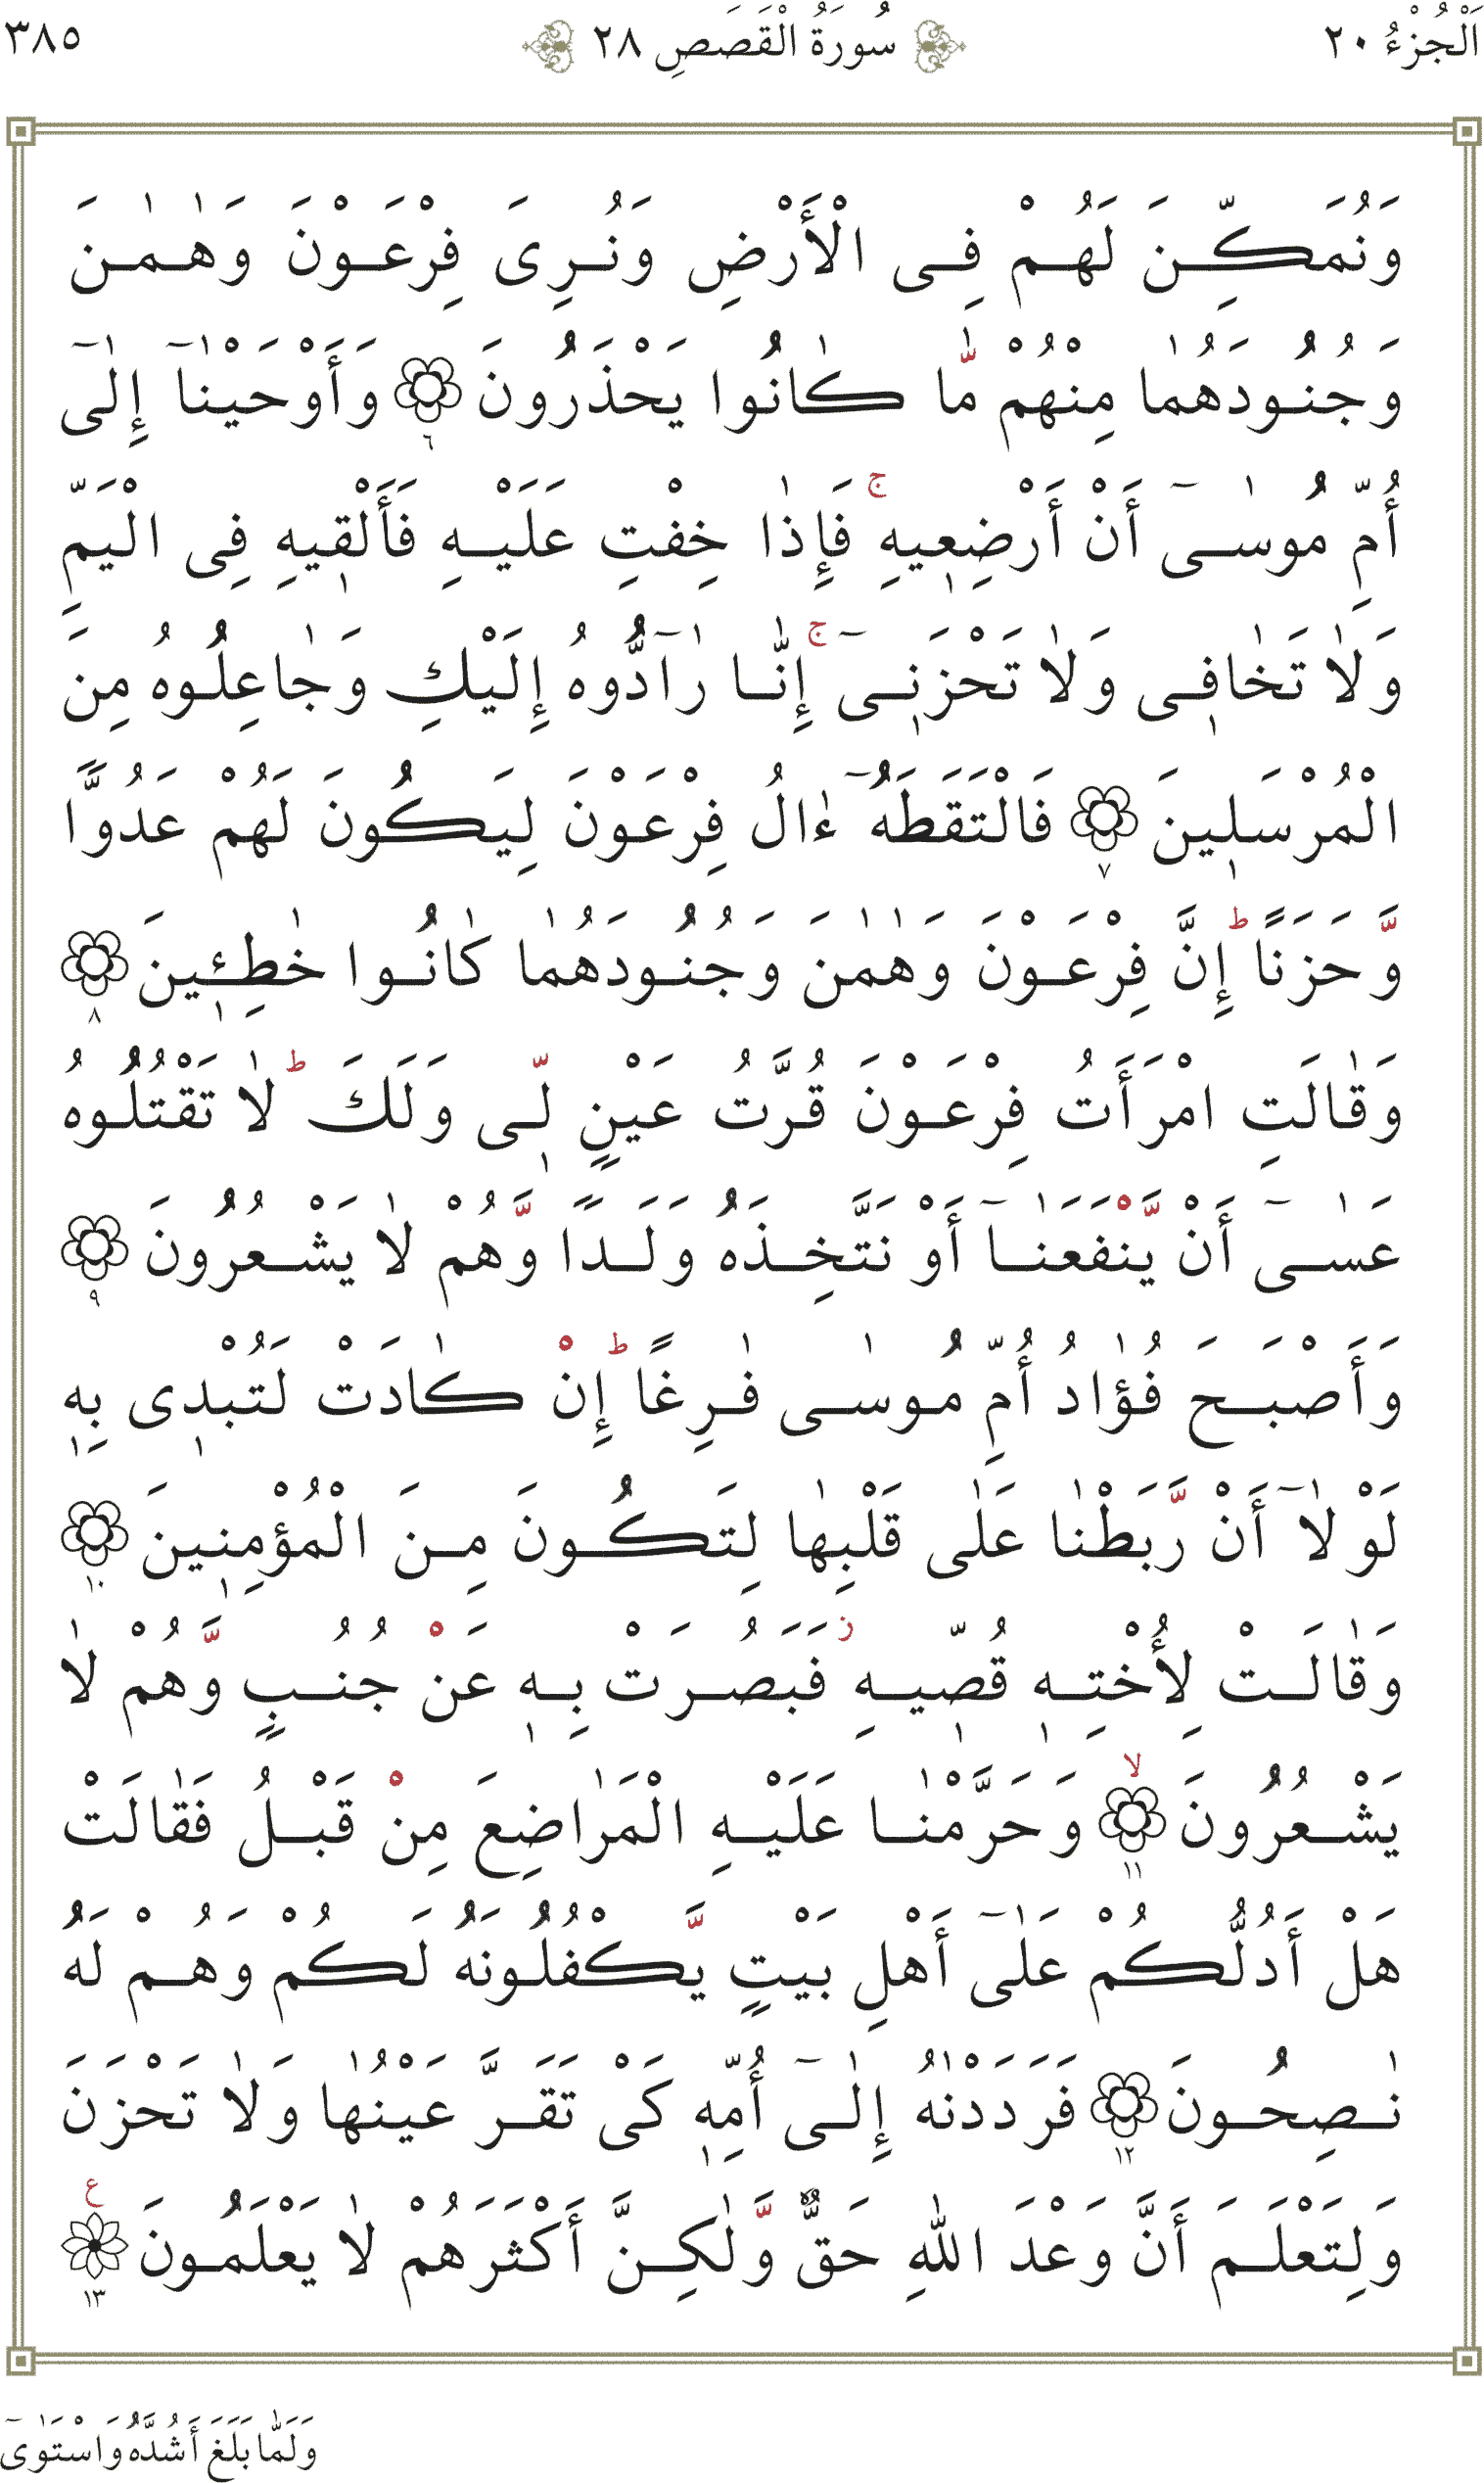 اَلْجُزْءُ ٢٠
سُورَةُ الْقَصَصِ ٢٨
٣٨٥
وَنُمَكِّنَ لَهُمْ فِى الْأَرْضِ وَنُرِىَ فِرْعَوْنَ وَهٰمٰنَ
وَجُنُودَهُمٰا مِنْهُمْ مّٰا كٰانُوا يَحْذَرُونَ ٦ وَأَوْحَيْنٰآ إِلٰىٓ
أُمِّ مُوسٰىٓ أَنْ أَرْضِعٖيهِ ۚ فَإِذٰا خِفْتِ عَلَيْهِ فَأَلْقٖيهِ فِى الْيَمِّ
وَلٰا تَخٰافٖى وَلٰا تَحْزَنٖىٓ ۚ إِنّٰا رٰآدُّوهُ إِلَيْكِ وَجٰاعِلُوهُ مِنَ
الْمُرْسَلٖينَ ٧ فَالْتَقَطَهُٓ ءٰالُ فِرْعَوْنَ لِيَكُونَ لَهُمْ عَدُوًّا
وَّحَزَنًا ؕ إِنَّ فِرْعَوْنَ وَهٰمٰنَ وَجُنُودَهُمٰا كٰانُوا خٰطِـٖٔينَ ٨
وَقٰالَتِ امْرَأَتُ فِرْعَوْنَ قُرَّتُ عَيْنٍ لّٖى وَلَكَ ؕ لٰا تَقْتُلُوهُ
عَسٰىٓ أَنْ يَّنْفَعَنٰآ أَوْ نَتَّخِذَهُ وَلَدًا وَّهُمْ لٰا يَشْعُرُونَ ٩
وَأَصْبَحَ فُؤٰادُ أُمِّ مُوسٰى فٰرِغًا ؕ إِنْ كٰادَتْ لَتُبْدٖى بِهٖ
لَوْلٰآ أَنْ رَّبَطْنٰا عَلٰى قَلْبِهٰا لِتَكُونَ مِنَ الْمُؤْمِنٖينَ ١٠
وَقٰالَتْ لِأُخْتِهٖ قُصّٖيهِ ز فَبَصُرَتْ بِهٖ عَنْ جُنُبٍ وَّهُمْ لٰا
يَشْعُرُونَ ۙ ١١ وَحَرَّمْنٰا عَلَيْهِ الْمَرٰاضِعَ مِنْ قَبْلُ فَقٰالَتْ
هَلْ أَدُلُّكُمْ عَلٰىٓ أَهْلِ بَيْتٍ يَّكْفُلُونَهُ لَكُمْ وَهُمْ لَهُ
نٰصِحُونَ ١٢ فَرَدَدْنٰهُ إِلٰىٓ أُمِّهٖ كَىْ تَقَرَّ عَيْنُهٰا وَلٰا تَحْزَنَ
وَلِتَعْلَمَ أَنَّ وَعْدَ اللّٰهِ حَقٌّ وَّلٰكِنَّ أَكْثَرَهُمْ لٰا يَعْلَمُونَ ع ١٣
وَلَمّٰا بَلَغَ أَشُدَّهُ وَاسْتَوٰىٓ